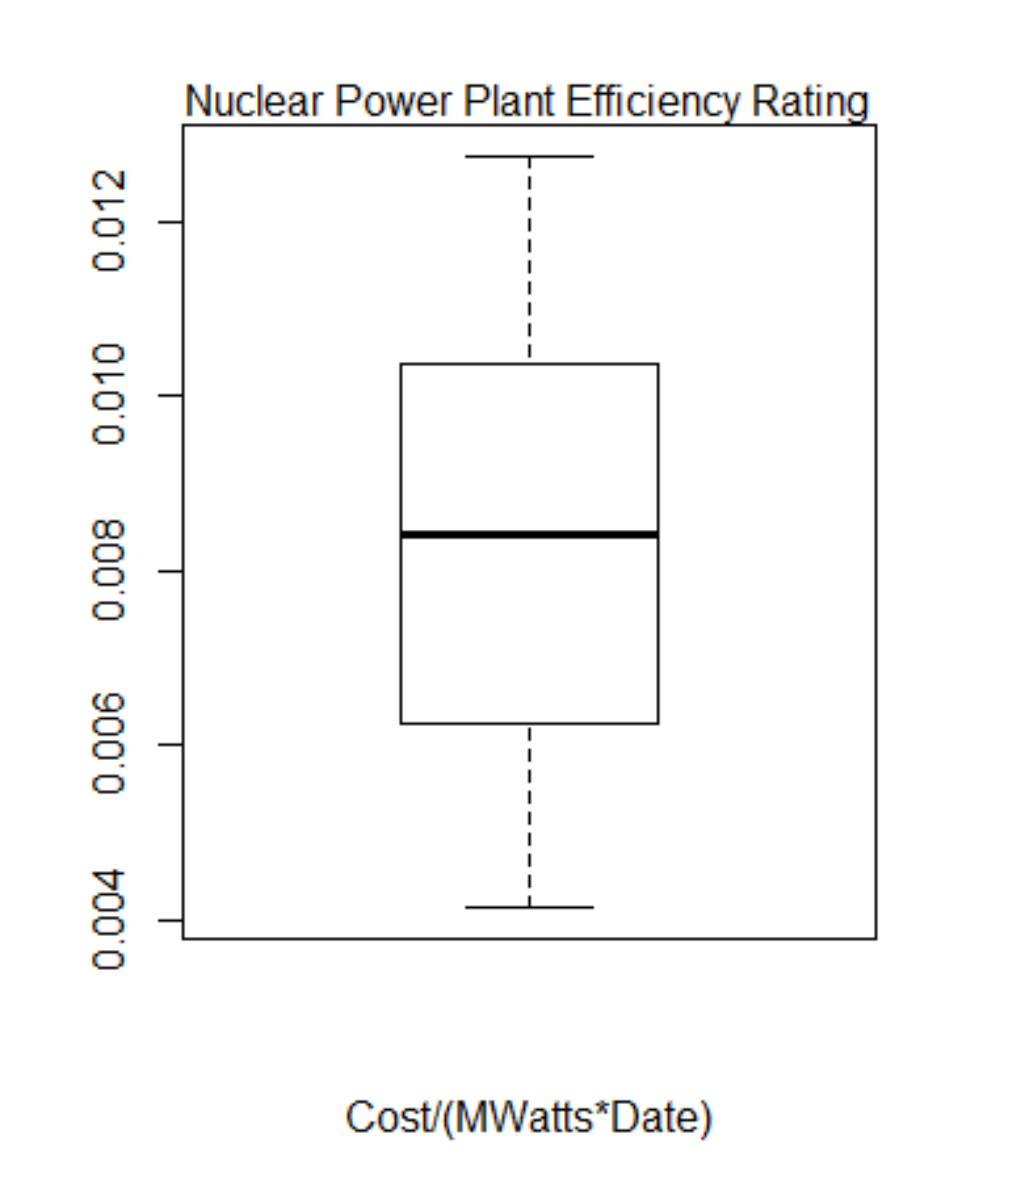 Nuclear Power Plant Efficiency Rating
0.012
0.010
0.008
0.006
0.004
Cost/(MWatts*Date)